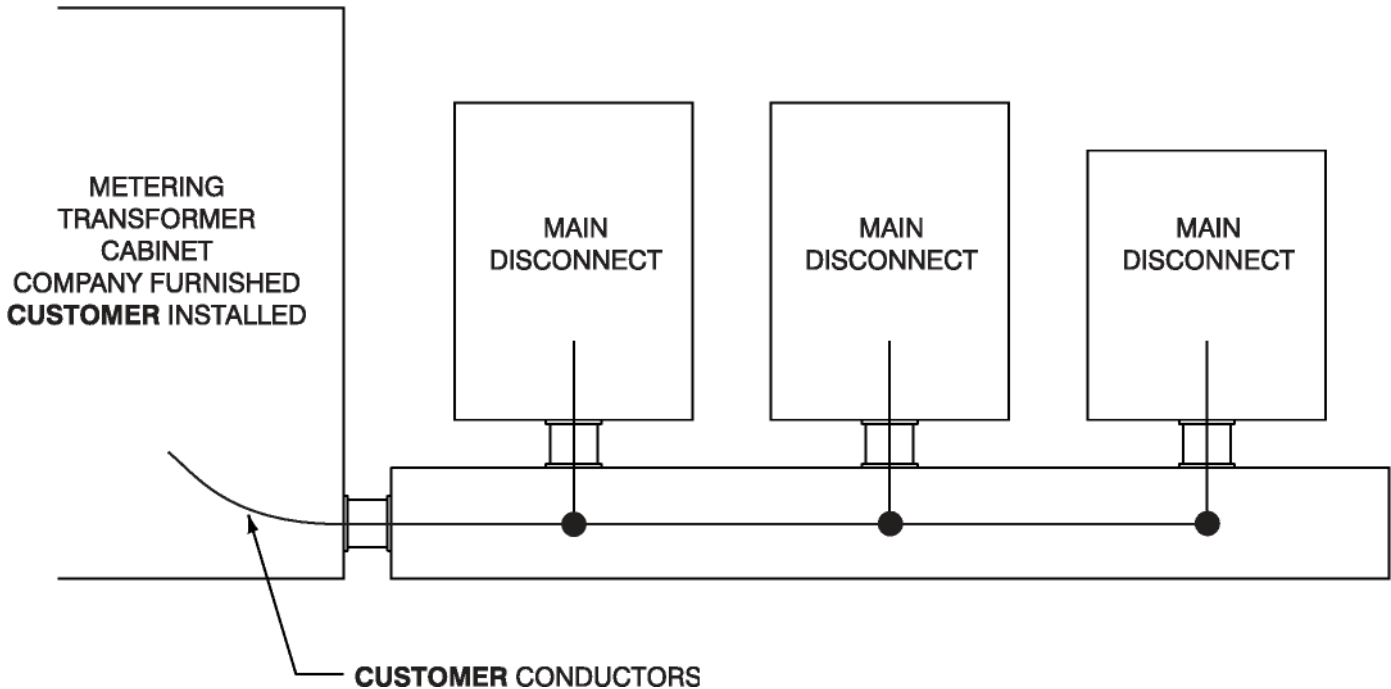 METERING
TRANSFORMER
CABINET
COMPANY FURNISHED
CUSTOMER INSTALLED
MAIN
DISCONNECT
MAIN
DISCONNECT
MAIN
DISCONNECT
CUSTOMER CONDUCTORS